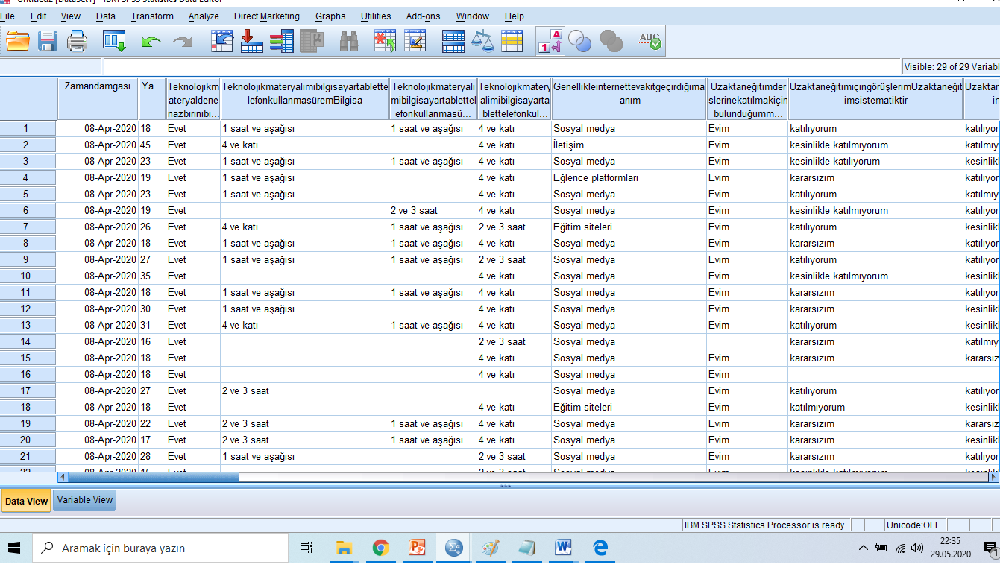 Untitled2 [DataSet1] - IBM SPSS Statistics Data Editor
File Edit View Data Transform Analyze Direct Marketing Graphs Utilities Add-ons Window Help
Visible: 29 of 29 Variabl
Zamandamgası Ya... Teknolojikmateryaldenenazbirinibi... TeknolojikmateryalimibilgisayartablettelefonkullanmasüremBilgisa Teknolojikmateryalimibilgisayartablettelefonkullanmasü... Teknolojikmateryalimibilgisayartablettelefonkul... Genellikleinternettevakitgeçirdiğimalanım Uzaktaneğitimderslerinekatılmakiçinbulunduğumm... UzaktaneğitimiçingörüşlerimUzaktaneğitimsistematiktir Uzaktan in
1 08-Apr-2020 18 Evet 1 saat ve aşağısı 1 saat ve aşağısı 4 ve katı Sosyal medya Evim katılıyorum katılıyor
2 08-Apr-2020 45 Evet 4 ve katı 4 ve katı İletişim Evim kesinlikle katılmıyorum katılmıy
3 08-Apr-2020 23 Evet 1 saat ve aşağısı 1 saat ve aşağısı 4 ve katı Sosyal medya Evim kesinlikle katılıyorum kesinlikl
4 08-Apr-2020 19 Evet 1 saat ve aşağısı 4 ve katı Eğlence platformları Evim kararsızım katılıyor
5 08-Apr-2020 23 Evet 1 saat ve aşağısı 4 ve katı Sosyal medya Evim katılıyorum katılmıy
6 08-Apr-2020 19 Evet 2 ve 3 saat 4 ve katı Sosyal medya Evim kesinlikle katılmıyorum kesinlikl
7 08-Apr-2020 26 Evet 4 ve katı 1 saat ve aşağısı 2 ve 3 saat Eğitim siteleri Evim katılıyorum kesinlikl
8 08-Apr-2020 18 Evet 1 saat ve aşağısı 1 saat ve aşağısı 4 ve katı Sosyal medya Evim kararsızım katılıyor
9 08-Apr-2020 27 Evet 1 saat ve aşağısı 1 saat ve aşağısı 2 ve 3 saat Sosyal medya Evim katılıyorum katılıyor
10 08-Apr-2020 35 Evet 4 ve katı Sosyal medya Evim kesinlikle katılmıyorum kesinlikl
11 08-Apr-2020 18 Evet 1 saat ve aşağısı 1 saat ve aşağısı 4 ve katı Sosyal medya Evim kararsızım katılıyor
12 08-Apr-2020 30 Evet 1 saat ve aşağısı 4 ve katı Sosyal medya Evim kararsızım kesinlikl
13 08-Apr-2020 31 Evet 4 ve katı 1 saat ve aşağısı 4 ve katı Sosyal medya Evim katılıyorum kesinlikl
14 08-Apr-2020 16 Evet 2 ve 3 saat Sosyal medya kararsızım katılmıy
15 08-Apr-2020 18 Evet 4 ve katı Sosyal medya Evim kararsızım kararsız
16 08-Apr-2020 18 Evet 4 ve katı Sosyal medya Evim
17 08-Apr-2020 27 Evet 2 ve 3 saat Sosyal medya Evim katılıyorum katılıyor
18 08-Apr-2020 18 Evet 4 ve katı Eğitim siteleri Evim katılmıyorum kesinlikl
19 08-Apr-2020 22 Evet 2 ve 3 saat 1 saat ve aşağısı 4 ve katı Sosyal medya Evim kararsızım kararsız
20 08-Apr-2020 17 Evet 2 ve 3 saat 1 saat ve aşağısı 4 ve katı Sosyal medya Evim kararsızım kesinlikl
21 08-Apr-2020 28 Evet 1 saat ve aşağısı 2 ve 3 saat Sosyal medya Evim kararsızım katılıyor
22 08-Apr-2020 15 Evet 2 ve 3 saat Sosyal medya Evim kesinlikle katılmıyorum kesinlikl
Data View Variable View
IBM SPSS Statistics Processor is ready Unicode:OFF
Aramak için buraya yazın
22:35
29.05.2020
1